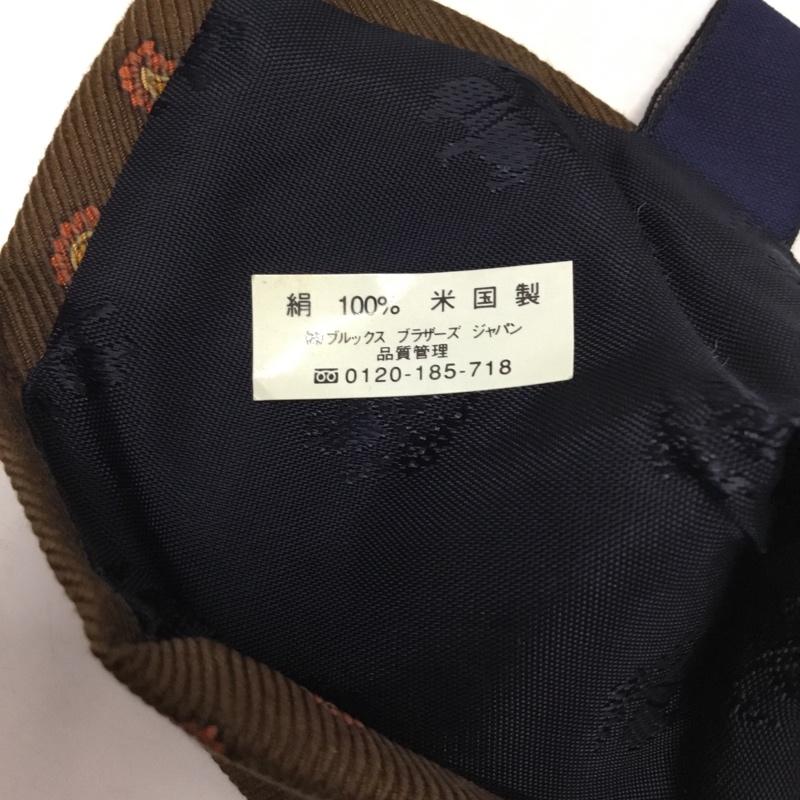 絹 100% 米国製
㈱ブルックス ブラザーズ ジャパン
品質管理
0120-185-718